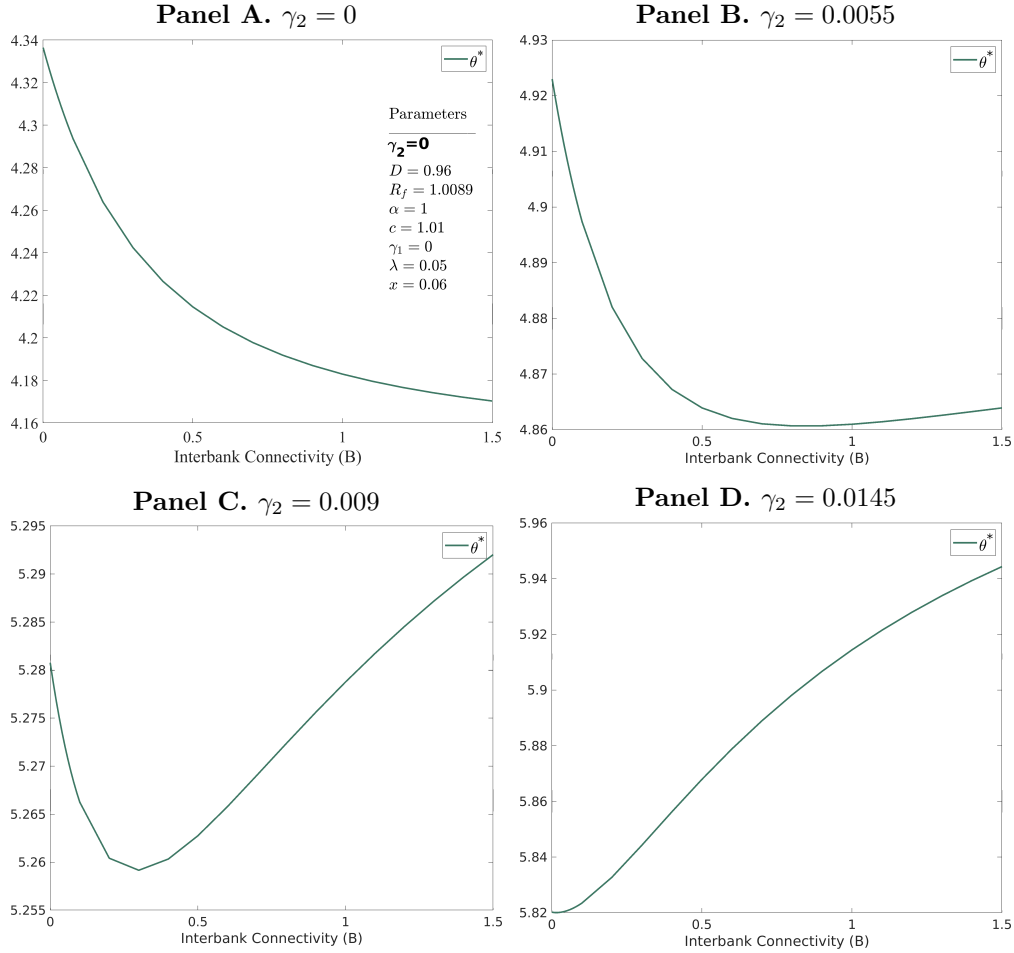 Panel A. γ₂ = 0
4.34
4.32
4.3
4.28
4.26
4.24
4.22
4.2
4.18
4.16
0
0.5
1
1.5
Interbank Connectivity (B)
θ*
Parameters
γ₂=0
D = 0.96
R_f = 1.0089
α = 1
c = 1.01
γ₁ = 0
λ = 0.05
x = 0.06
Panel B. γ₂ = 0.0055
4.93
4.92
4.91
4.9
4.89
4.88
4.87
4.86
0
0.5
1
1.5
Interbank Connectivity (B)
θ*
Panel C. γ₂ = 0.009
5.295
5.29
5.285
5.28
5.275
5.27
5.265
5.26
5.255
0
0.5
1
1.5
Interbank Connectivity (B)
θ*
Panel D. γ₂ = 0.0145
5.96
5.94
5.92
5.9
5.88
5.86
5.84
5.82
0
0.5
1
1.5
Interbank Connectivity (B)
θ*